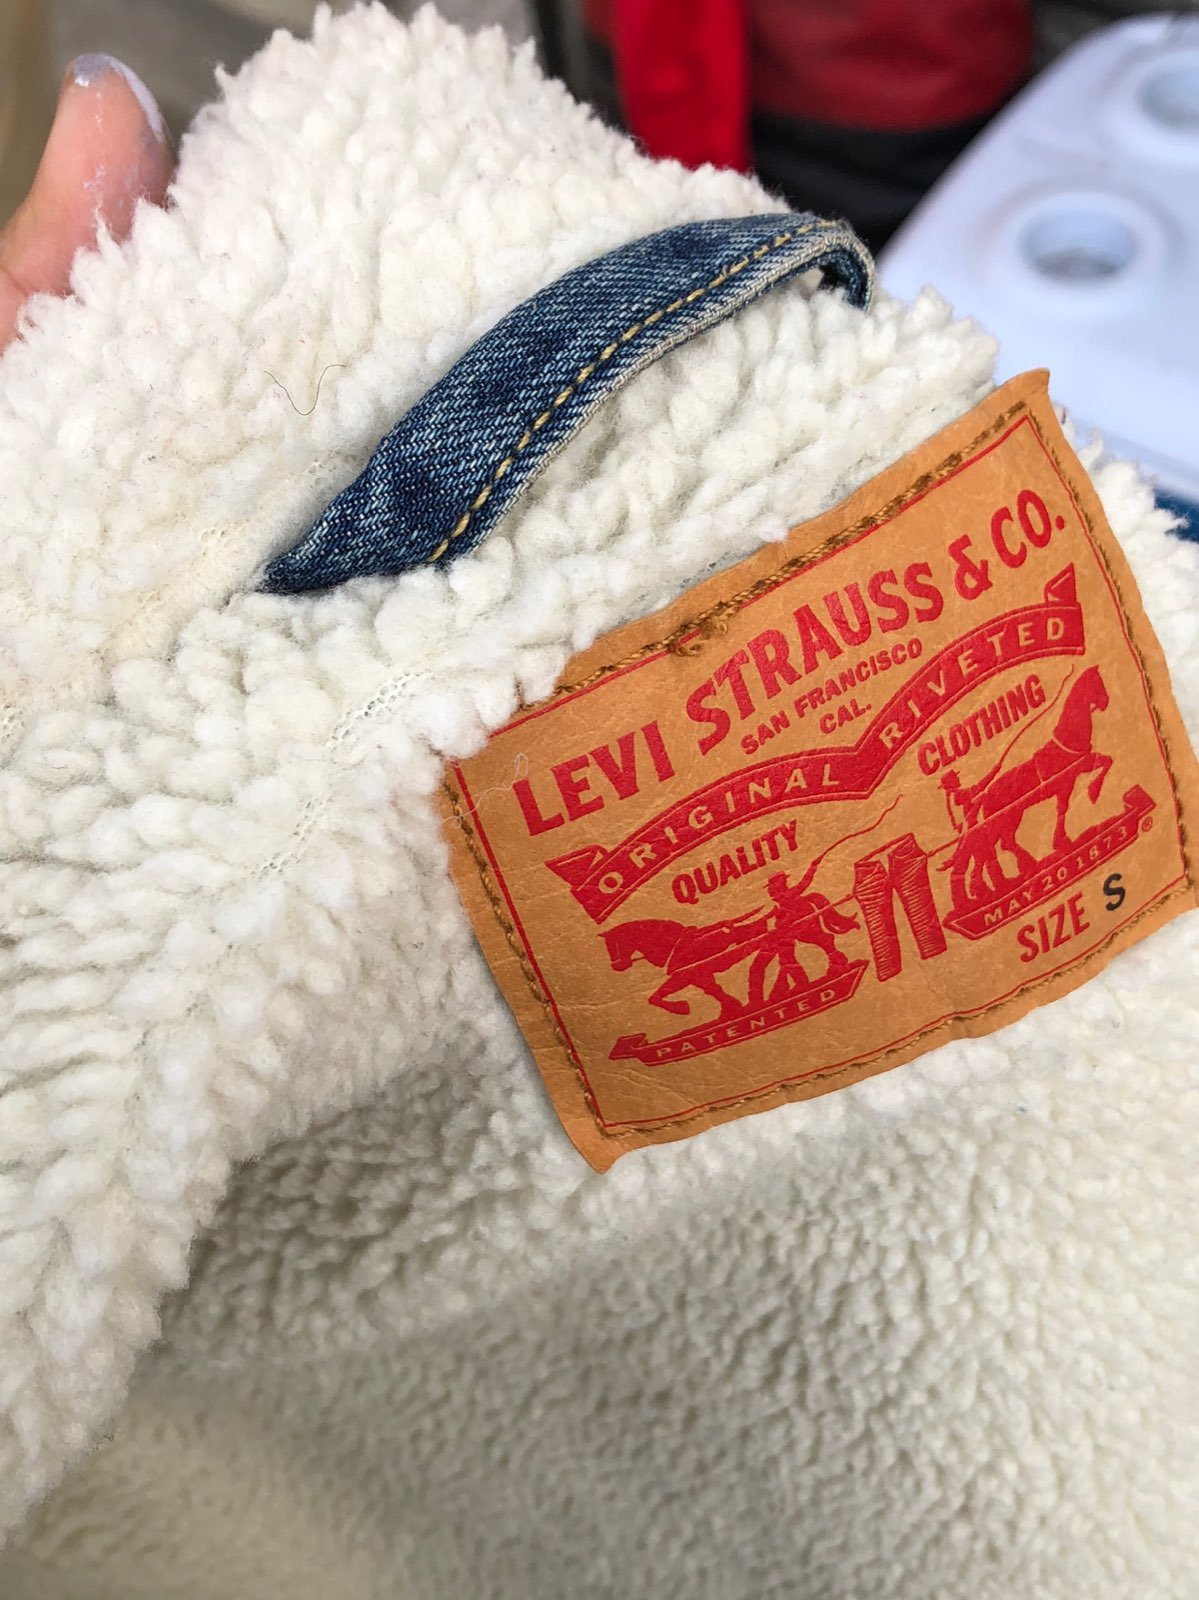 LEVI STRAUSS & CO.
SAN FRANCISCO
CAL.
ORIGINAL RIVETED
QUALITY CLOTHING
PATENTED MAY 20 1873 ®
SIZE S